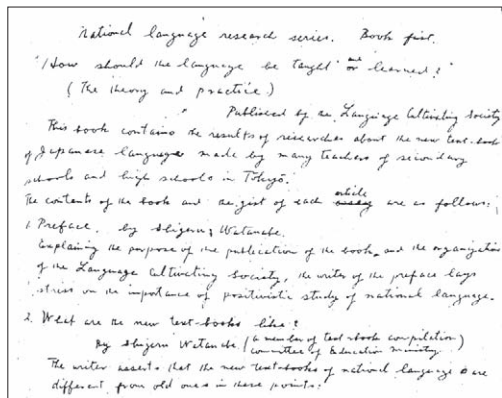 National language research series. Book first.
"How should the language be taught and or learned?"
(The theory and practice.)
Published by the Language Cultivating Society
This book contains the results of researches about the new text-book
of Japanese language made by many teachers of secondary
schools and high schools in Tōkyō.
The contents of the book and the gist of each article essay are as follows:
1. Preface. by Shigeru Watanabe.
Explaining the purpose of the publication of the book, and the organization
of the Language Cultivating Society, the writer of the preface lays
stress on the importance of positivistic study of national language.
2. What are the new text-books like?
By Shigeru Watanabe (a member of text-book compilation
committee of Education ministry)
The writer asserts that the new text-books of national language are
different from old ones in these points: